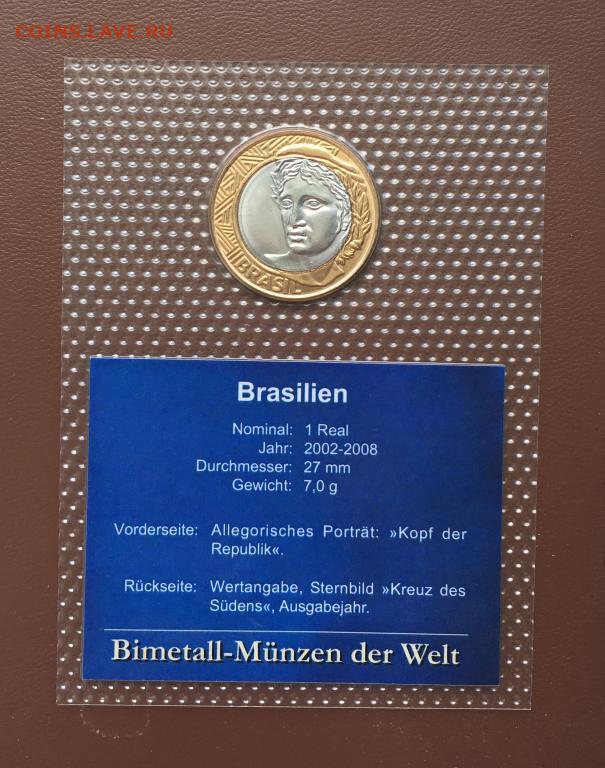 COINS.LAVE.RU
BRASIL
Brasilien
Nominal: 1 Real
Jahr: 2002-2008
Durchmesser: 27 mm
Gewicht: 7,0 g
Vorderseite: Allegorisches Porträt: »Kopf der
Republik«.
Rückseite: Wertangabe, Sternbild »Kreuz des
Südens«, Ausgabejahr.
Bimetall-Münzen der Welt